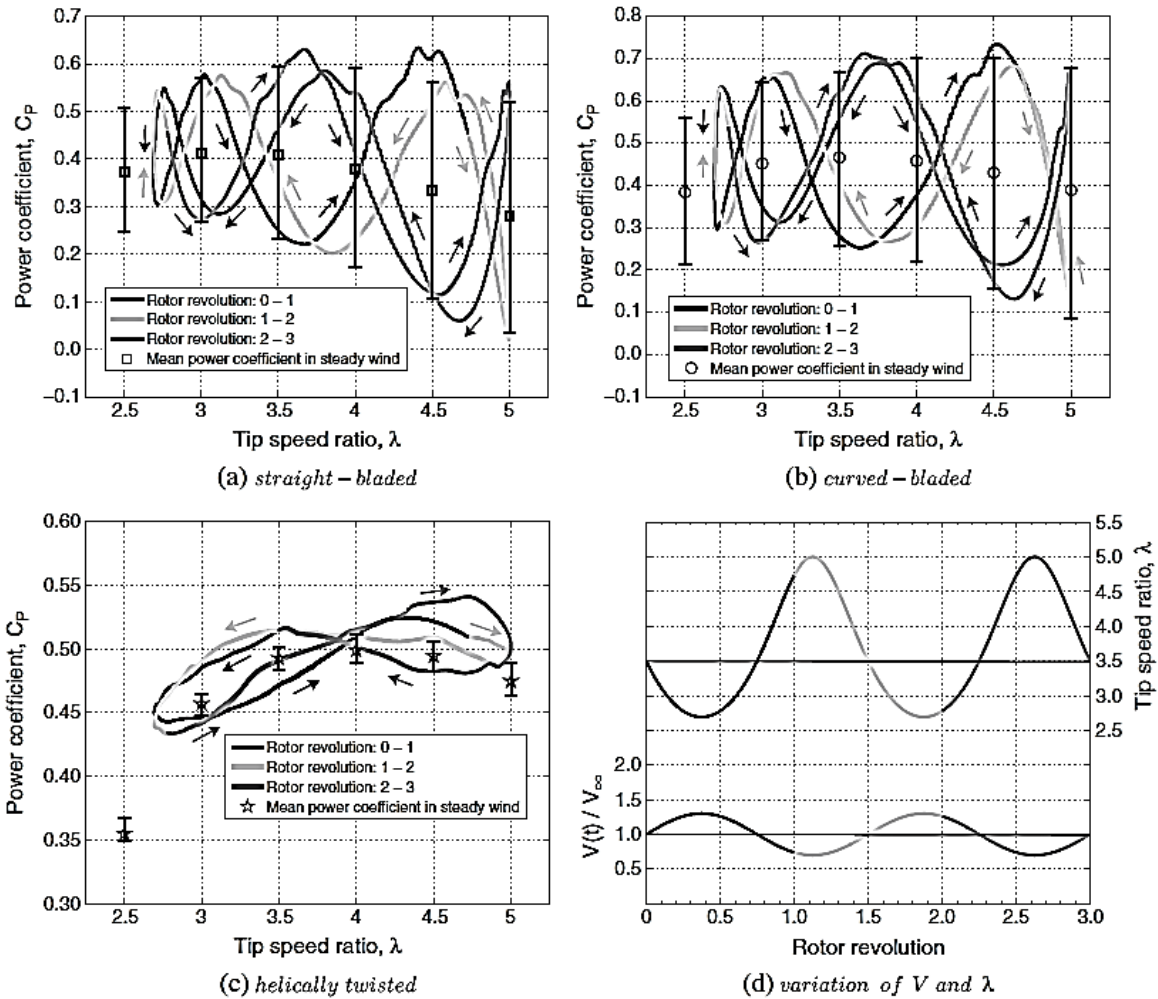 0.7
0.6
0.5
0.4
0.3
0.2
0.1
0.0
−0.1
Power coefficient, CP
Rotor revolution: 0 – 1
Rotor revolution: 1 – 2
Rotor revolution: 2 – 3
Mean power coefficient in steady wind
2.5 3 3.5 4 4.5 5
Tip speed ratio, λ
(a) straight – bladed
0.8
0.7
0.6
0.5
0.4
0.3
0.2
0.1
0.0
−0.1
Power coefficient, CP
Rotor revolution: 0 – 1
Rotor revolution: 1 – 2
Rotor revolution: 2 – 3
Mean power coefficient in steady wind
2.5 3 3.5 4 4.5 5
Tip speed ratio, λ
(b) curved – bladed
0.60
0.55
0.50
0.45
0.40
0.35
0.30
Power coefficient, CP
Rotor revolution: 0 – 1
Rotor revolution: 1 – 2
Rotor revolution: 2 – 3
Mean power coefficient in steady wind
2.5 3 3.5 4 4.5 5
Tip speed ratio, λ
(c) helically twisted
5.5
5.0
4.5
4.0
3.5
3.0
2.5
Tip speed ratio, λ
2.0
1.5
1.0
0.5
V(t) / V∞
0 0.5 1.0 1.5 2.0 2.5 3.0
Rotor revolution
(d) variation of V and λ